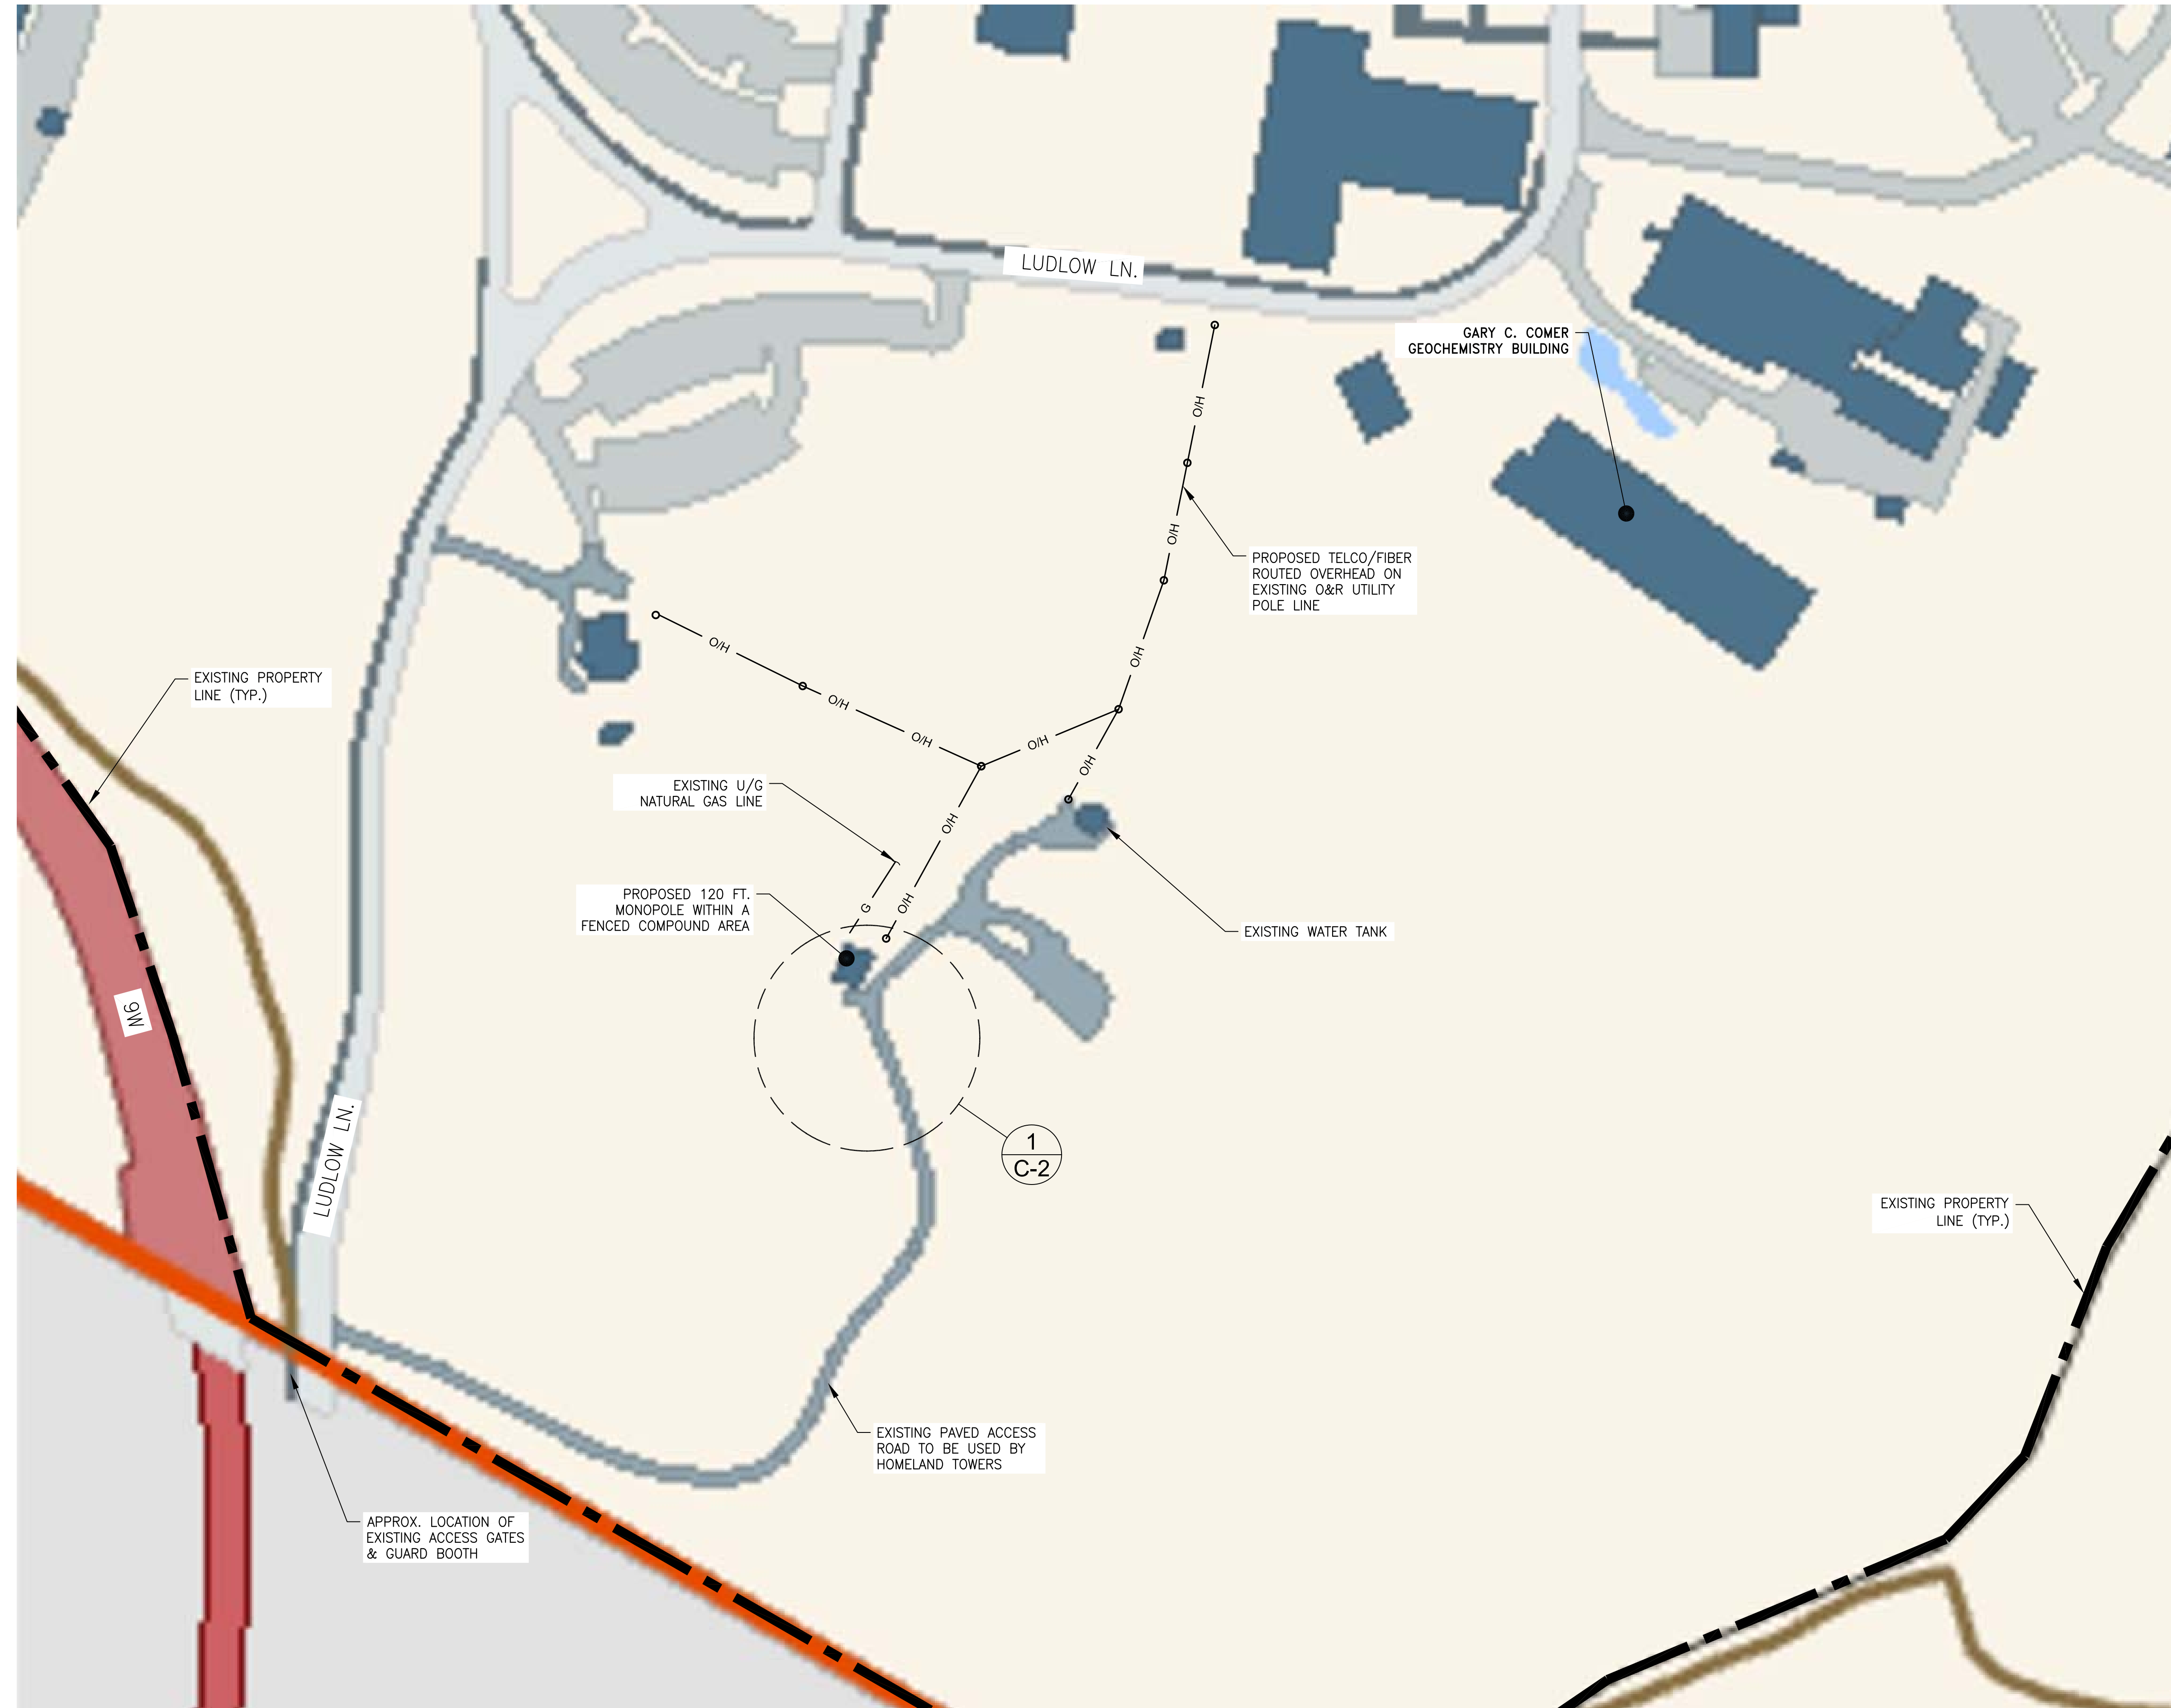 LUDLOW LN.
GARY C. COMER
GEOCHEMISTRY BUILDING
O/H
O/H
PROPOSED TELCO/FIBER
ROUTED OVERHEAD ON
EXISTING O&R UTILITY
POLE LINE
O/H
O/H
O/H
O/H
O/H
O/H
EXISTING PROPERTY
LINE (TYP.)
EXISTING U/G
NATURAL GAS LINE
O/H
PROPOSED 120 FT.
MONOPOLE WITHIN A
FENCED COMPOUND AREA
G
O/H
EXISTING WATER TANK
9W
LUDLOW LN.
1
C-2
EXISTING PROPERTY
LINE (TYP.)
EXISTING PAVED ACCESS
ROAD TO BE USED BY
HOMELAND TOWERS
APPROX. LOCATION OF
EXISTING ACCESS GATES
& GUARD BOOTH